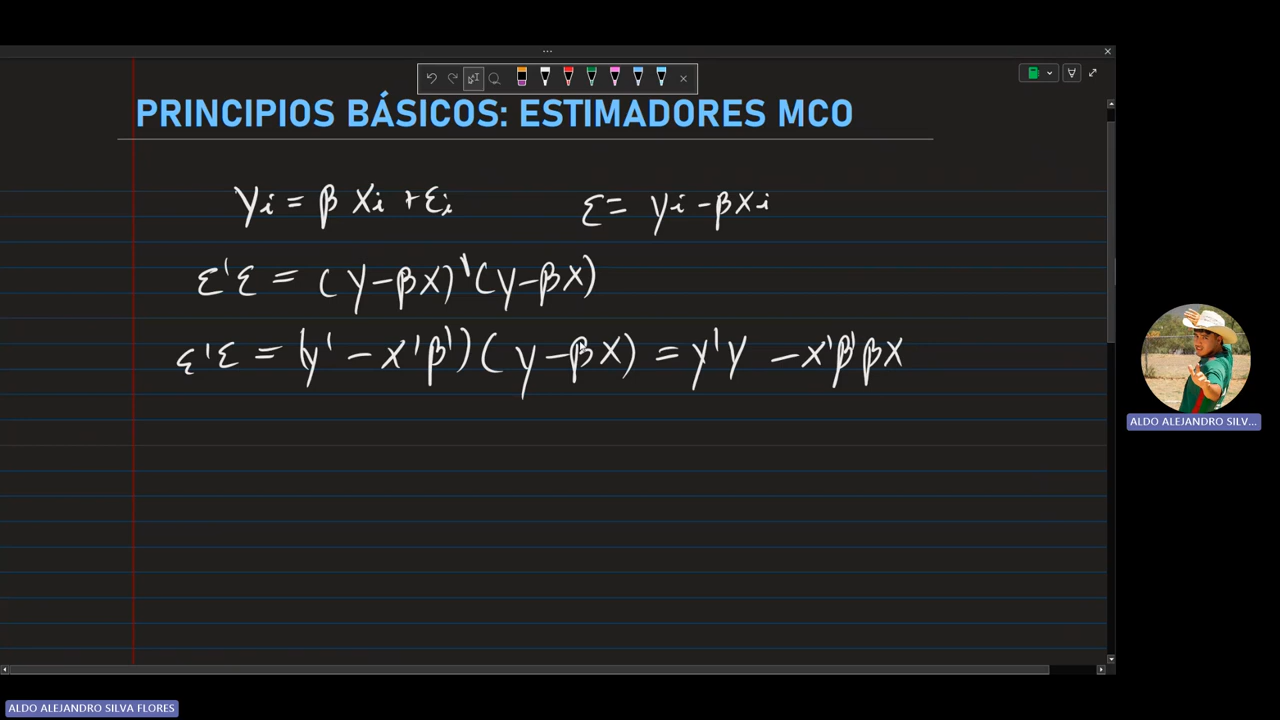 PRINCIPIOS BÁSICOS: ESTIMADORES MCO
yi = β Xi + εi
ε = yi - βXi
ε'ε = (y - βX)'(y - βX)
ε'ε = (y' - x'β')(y - βX) = y'y - x'β'βX
ALDO ALEJANDRO SILV...
ALDO ALEJANDRO SILVA FLORES